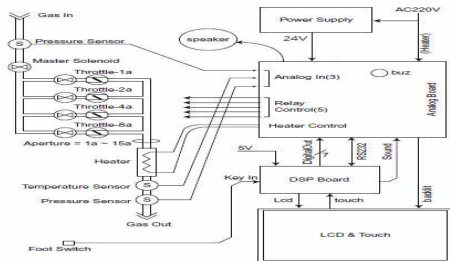 Gas In
AC220V
Power Supply
speaker
24V
(Heater)
Pressure Sensor
S
Master Solenoid
buz
Analog In(3)
Throttle-1a
Throttle-2a
Throttle-4a
Throttle-8a
Relay
Control(5)
Analog Board
Aperture = 1a ~ 15a
Heater Control
Heater
5V
DigitalOut
7
RS232
Sound
Temperature Sensor
S
Key In
DSP Board
Pressure Sensor
S
Lcd
touch
backlit
Gas Out
Foot Switch
LCD & Touch